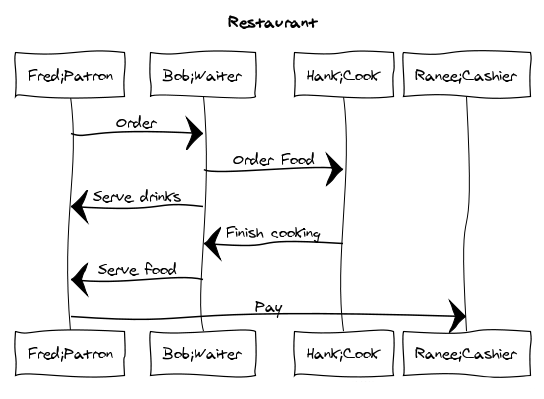 Restaurant
Fred;Patron Bob;Waiter Hank;Cook Ranee;Cashier
Order
Order Food
Serve drinks
Finish cooking
Serve food
Pay
Fred;Patron Bob;Waiter Hank;Cook Ranee;Cashier